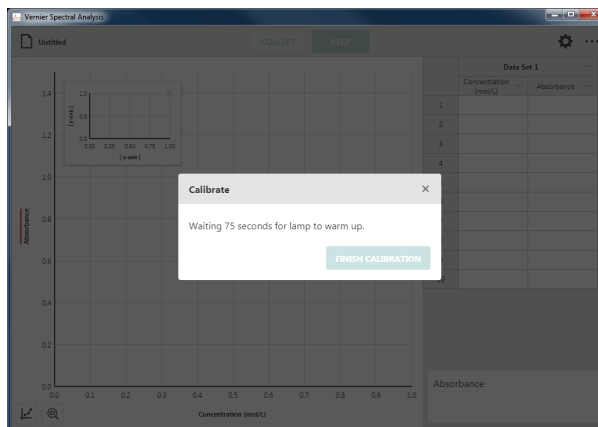 Vernier Spectral Analysis
Untitled
COLLECT
KEEP
Data Set 1
Concentration (mol/L)
Absorbance
1
2
3
4
1.4
1.2
1.0
0.8
0.6
0.4
0.2
0.0
Absorbance
1.0
0.5
0.0
[ y-axis ]
0.00 0.25 0.50 0.75 1.00
[ x-axis ]
Calibrate
Waiting 75 seconds for lamp to warm up.
FINISH CALIBRATION
0.0 0.1 0.2 0.3 0.4 0.5 0.6 0.7 0.8 0.9 1.0
Concentration (mol/L)
Absorbance